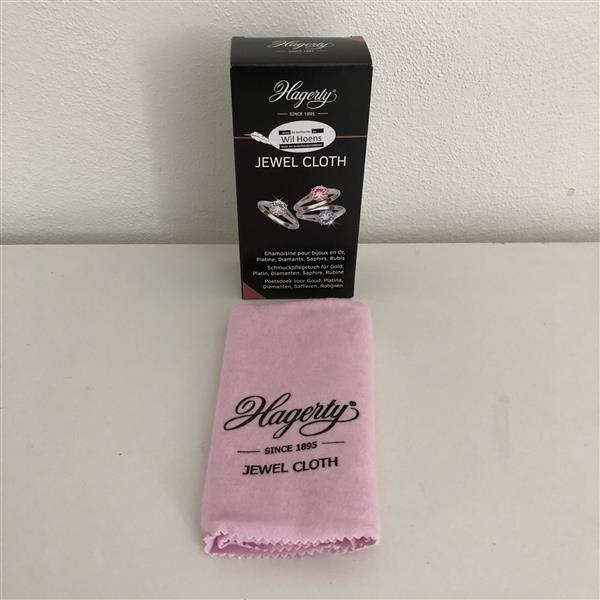 Hagerty
Hagerty
SINCE 1895
Wil Hoens
JEWEL CLOTH
Chamoisine pour bijoux en Or,
Platine, Diamants, Saphirs, Rubis
Schmuckpflegetuch für Gold,
Platin, Diamanten, Saphire, Rubine
Poetsdoek voor Goud, Platina,
Diamanten, Saffieren, Robijnen
Hagerty
SINCE 1895
JEWEL CLOTH